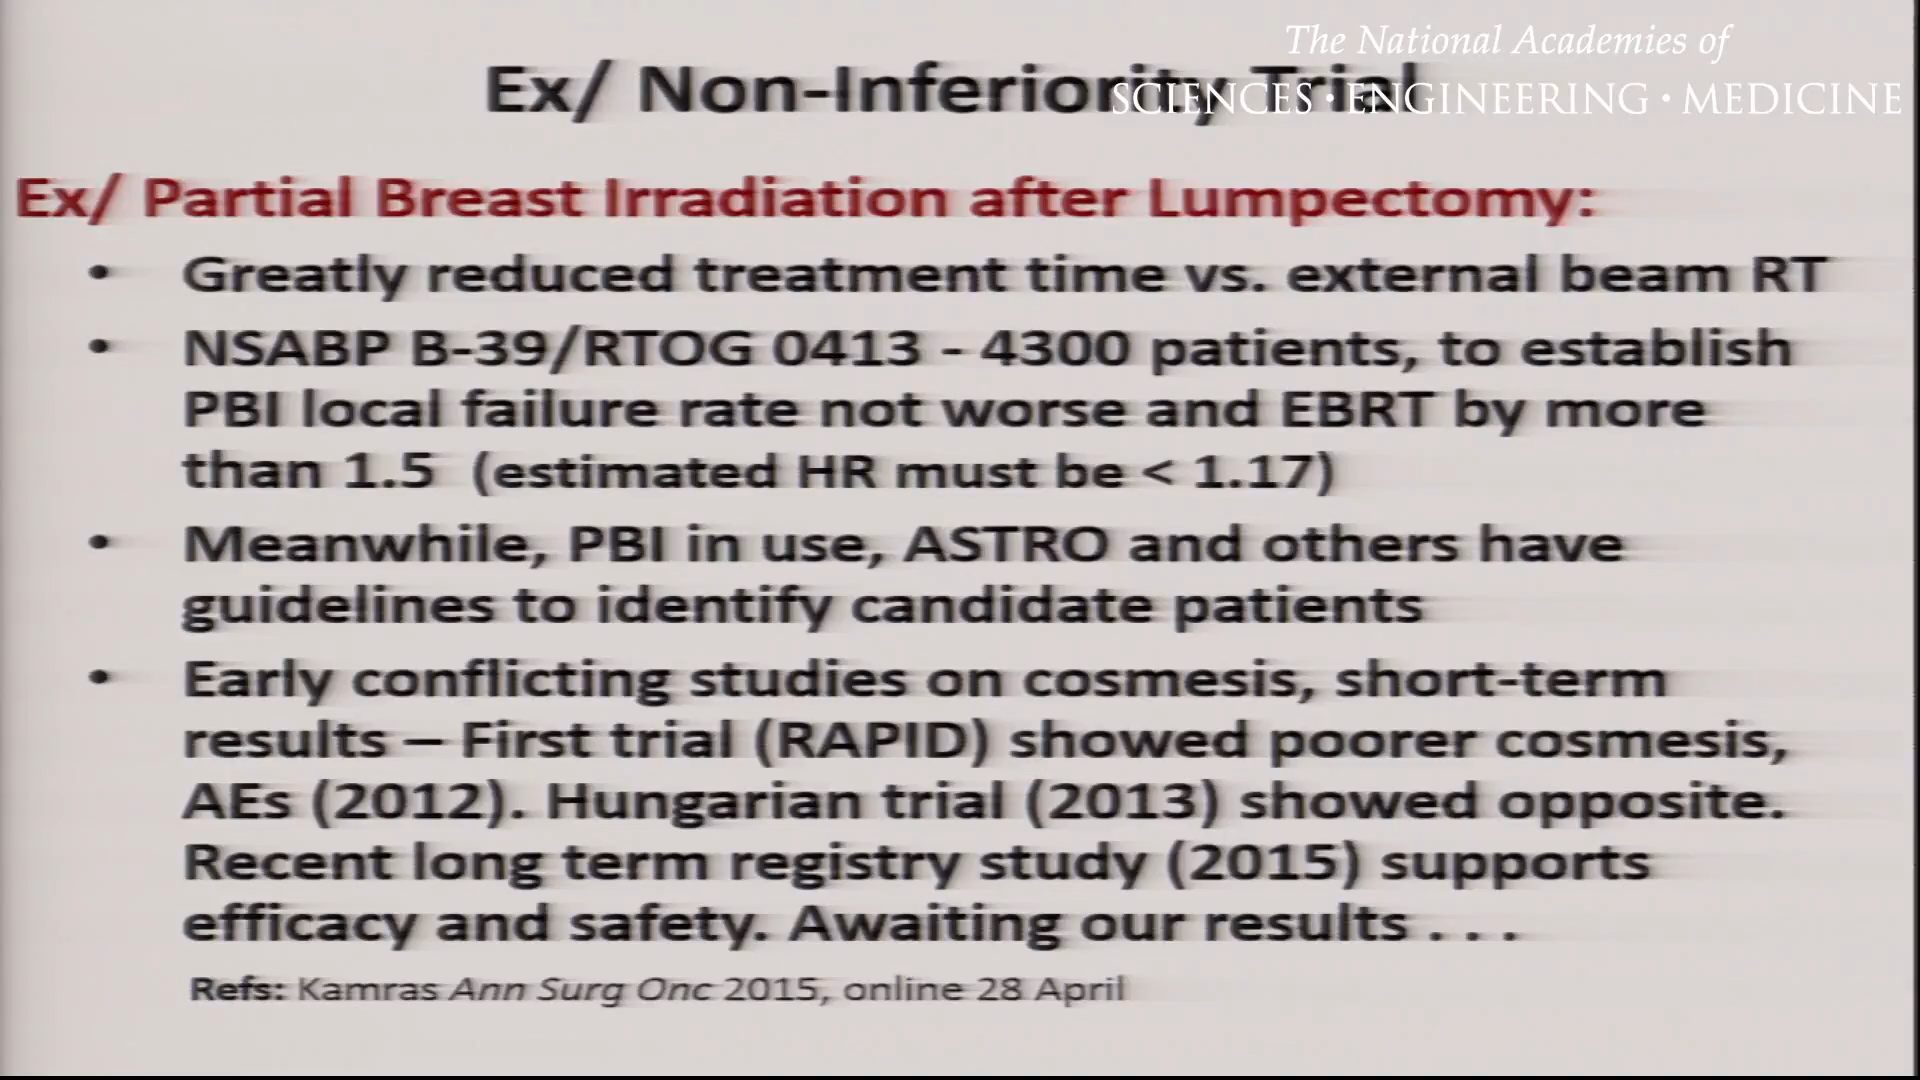 The National Academies of
SCIENCES · ENGINEERING · MEDICINE
Ex/ Non-Inferiority Trial
Ex/ Partial Breast Irradiation after Lumpectomy:
• Greatly reduced treatment time vs. external beam RT
• NSABP B-39/RTOG 0413 - 4300 patients, to establish
PBI local failure rate not worse and EBRT by more
than 1.5 (estimated HR must be < 1.17)
• Meanwhile, PBI in use, ASTRO and others have
guidelines to identify candidate patients
• Early conflicting studies on cosmesis, short-term
results – First trial (RAPID) showed poorer cosmesis,
AEs (2012). Hungarian trial (2013) showed opposite.
Recent long term registry study (2015) supports
efficacy and safety. Awaiting our results . . .
Refs: Kamras Ann Surg Onc 2015, online 28 April